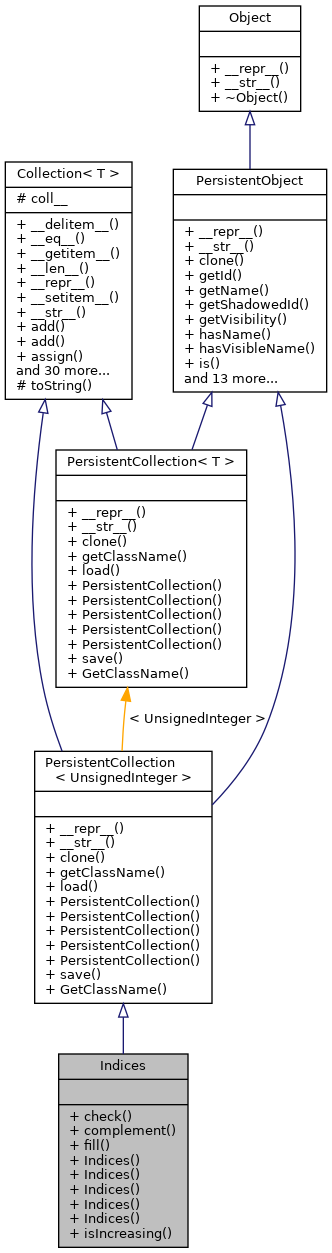 Object
+ __repr__()
+ __str__()
+ ~Object()
Collection< T >
# coll__
+ __delitem__()
+ __eq__()
+ __getitem__()
+ __len__()
+ __repr__()
+ __setitem__()
+ __str__()
+ add()
+ add()
+ assign()
and 30 more...
# toString()
PersistentObject
+ __repr__()
+ __str__()
+ clone()
+ getId()
+ getName()
+ getShadowedId()
+ getVisibility()
+ hasName()
+ hasVisibleName()
+ is()
and 13 more...
PersistentCollection< T >
+ __repr__()
+ __str__()
+ clone()
+ getClassName()
+ load()
+ PersistentCollection()
+ PersistentCollection()
+ PersistentCollection()
+ PersistentCollection()
+ PersistentCollection()
+ save()
+ GetClassName()
< UnsignedInteger >
PersistentCollection
< UnsignedInteger >
+ __repr__()
+ __str__()
+ clone()
+ getClassName()
+ load()
+ PersistentCollection()
+ PersistentCollection()
+ PersistentCollection()
+ PersistentCollection()
+ PersistentCollection()
+ save()
+ GetClassName()
Indices
+ check()
+ complement()
+ fill()
+ Indices()
+ Indices()
+ Indices()
+ Indices()
+ Indices()
+ isIncreasing()